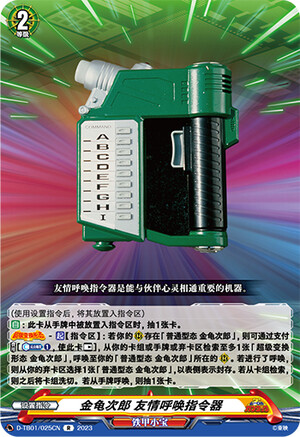 2
等级
COMMAND
A
B
C
D
E
F
G
H
I
友情呼唤指令器是能与伙伴心灵相通重要的机器。
(使用设置指令后,将其放置入指令区。)
:此卡从手牌中被放置入指令区时,抽1张卡。
【指令区】:若有你的 存在「普通型态 金龟次郎」,则可通过支付
,使此卡 】,从你的卡组或手牌或弃卡区检索至多1张「超级变换
形态 金龟次郎」,呼唤至你的「普通型态 金龟次郎」所在的 。若进行了呼唤,
则从你的弃卡区选择1张「普通型态 金龟次郎」,以表侧表示封存。若从卡组检索,
则之后将卡组洗切。若从手牌呼唤,则抽1张卡。
设置指令
金龟次郎 友情呼唤指令器
D-TB01/025CN R 2023
铁甲小宝
©東映